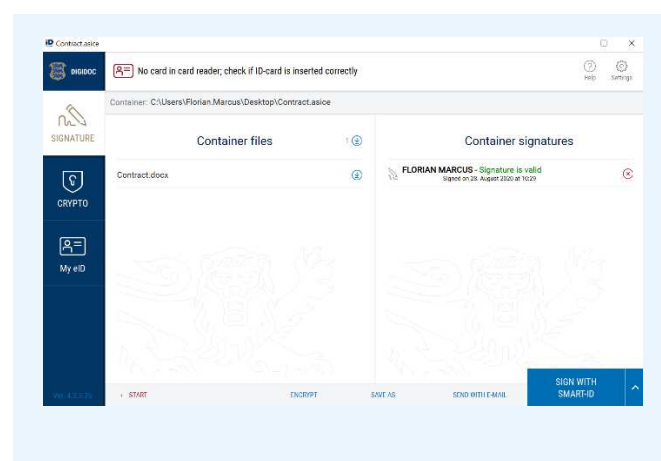 Contract.asice
DIGIDOC
No card in card reader; check if ID-card is inserted correctly
Help
Settings
Container: C:\Users\Florian.Marcus\Desktop\Contract.asice
SIGNATURE
Container files
Container signatures
Contract.docx
FLORIAN MARCUS - Signature is valid
Signed on 28. August 2020 at 10:29
CRYPTO
My eID
START
ENCRYPT
SAVE AS
SEND WITH E-MAIL
SIGN WITH
SMART-ID